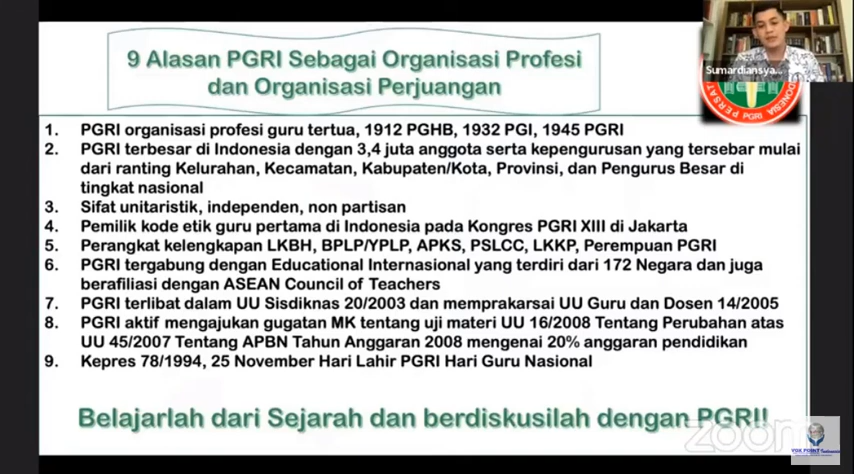 9 Alasan PGRI Sebagai Organisasi Profesi
dan Organisasi Perjuangan
Sumardiansya...
PERSAT
INDONESIA
PGRI
1. PGRI organisasi profesi guru tertua, 1912 PGHB, 1932 PGI, 1945 PGRI
2. PGRI terbesar di Indonesia dengan 3,4 juta anggota serta kepengurusan yang tersebar mulai
dari ranting Kelurahan, Kecamatan, Kabupaten/Kota, Provinsi, dan Pengurus Besar di
tingkat nasional
3. Sifat unitaristik, independen, non partisan
4. Pemilik kode etik guru pertama di Indonesia pada Kongres PGRI XIII di Jakarta
5. Perangkat kelengkapan LKBH, BPLP/YPLP, APKS, PSLCC, LKKP, Perempuan PGRI
6. PGRI tergabung dengan Educational Internasional yang terdiri dari 172 Negara dan juga
berafiliasi dengan ASEAN Council of Teachers
7. PGRI terlibat dalam UU Sisdiknas 20/2003 dan memprakarsai UU Guru dan Dosen 14/2005
8. PGRI aktif mengajukan gugatan MK tentang uji materi UU 16/2008 Tentang Perubahan atas
UU 45/2007 Tentang APBN Tahun Anggaran 2008 mengenai 20% anggaran pendidikan
9. Kepres 78/1994, 25 November Hari Lahir PGRI Hari Guru Nasional
Belajarlah dari Sejarah dan berdiskusilah dengan PGRI!
zoom